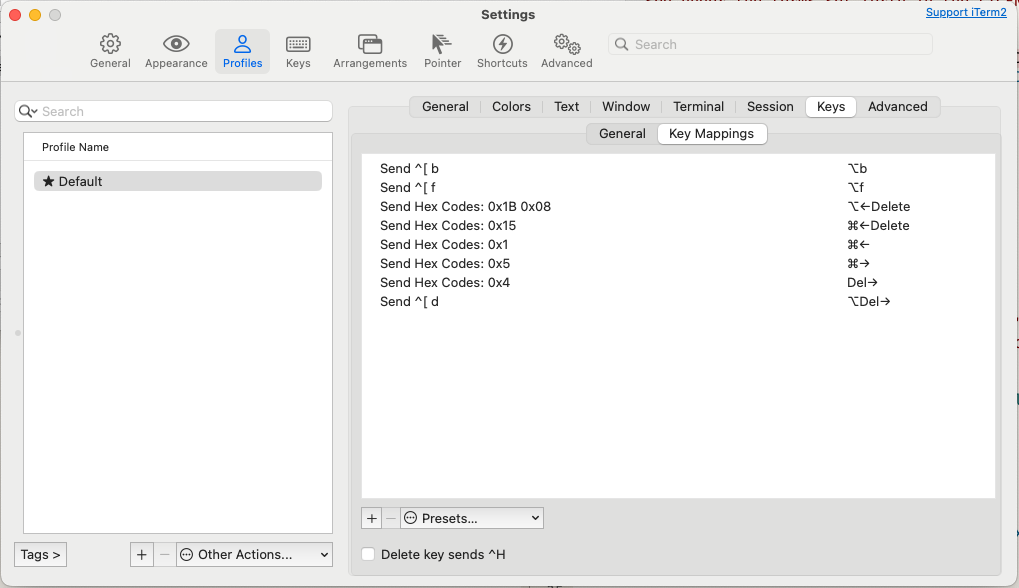 Settings
Support iTerm2
General
Appearance
Profiles
Keys
Arrangements
Pointer
Shortcuts
Advanced
Search
Search
Profile Name
★ Default
General
Colors
Text
Window
Terminal
Session
Keys
Advanced
General
Key Mappings
Send ^[ b ⌥b
Send ^[ f ⌥f
Send Hex Codes: 0x1B 0x08 ⌥←Delete
Send Hex Codes: 0x15 ⌘←Delete
Send Hex Codes: 0x1 ⌘←
Send Hex Codes: 0x5 ⌘→
Send Hex Codes: 0x4 Del→
Send ^[ d ⌥Del→
+ − Presets...
Delete key sends ^H
Tags >
+ − Other Actions...